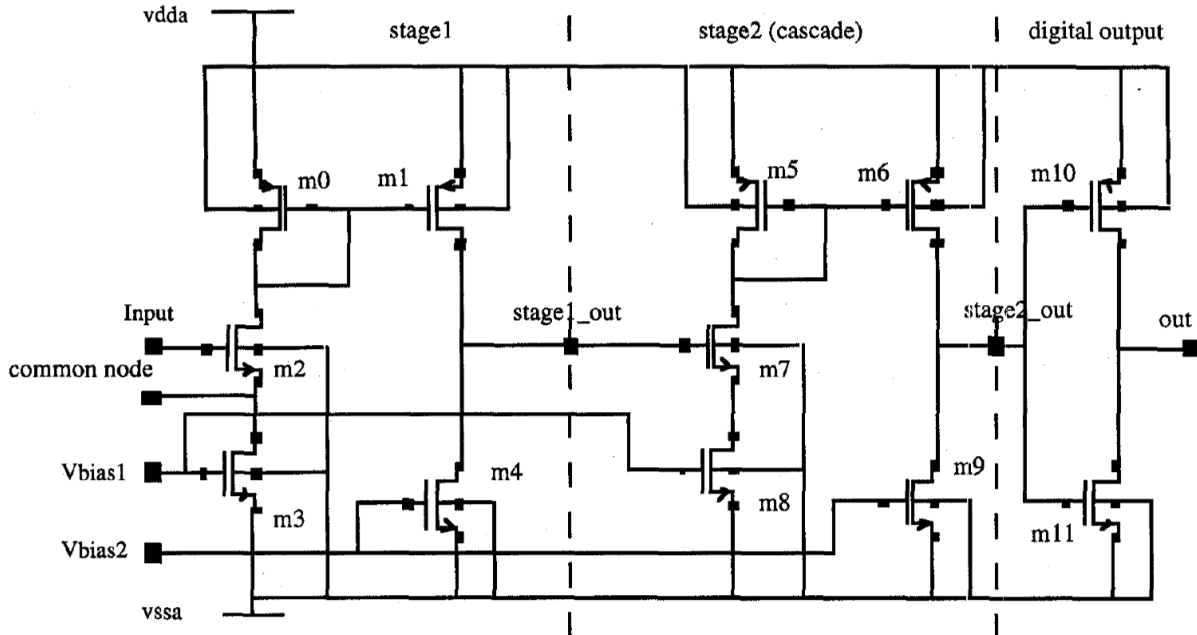 vdda
stage1
stage2 (cascade)
digital output
m0
m1
m5
m6
m10
Input
stage1_out
stage2_out
out
common node
m2
m7
Vbias1
m4
m9
m3
m8
m11
Vbias2
vssa